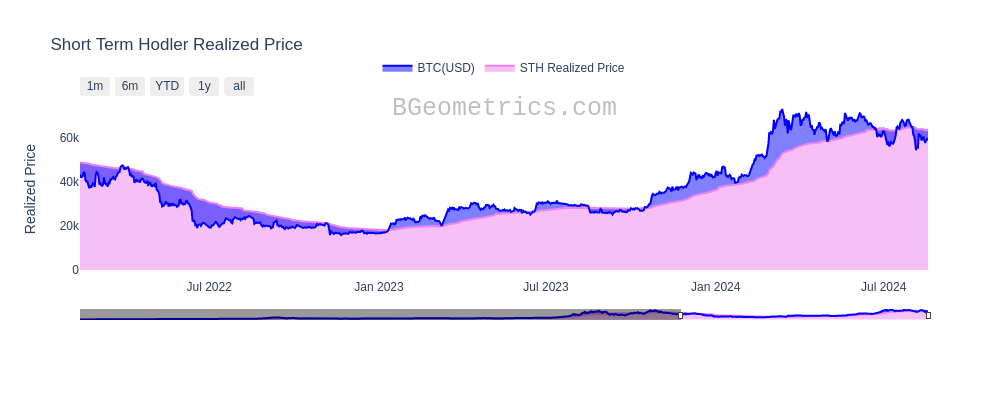 Short Term Hodler Realized Price
BTC(USD) STH Realized Price
1m 6m YTD 1y all
BGeometrics.com
Realized Price
60k
40k
20k
0
Jul 2022 Jan 2023 Jul 2023 Jan 2024 Jul 2024